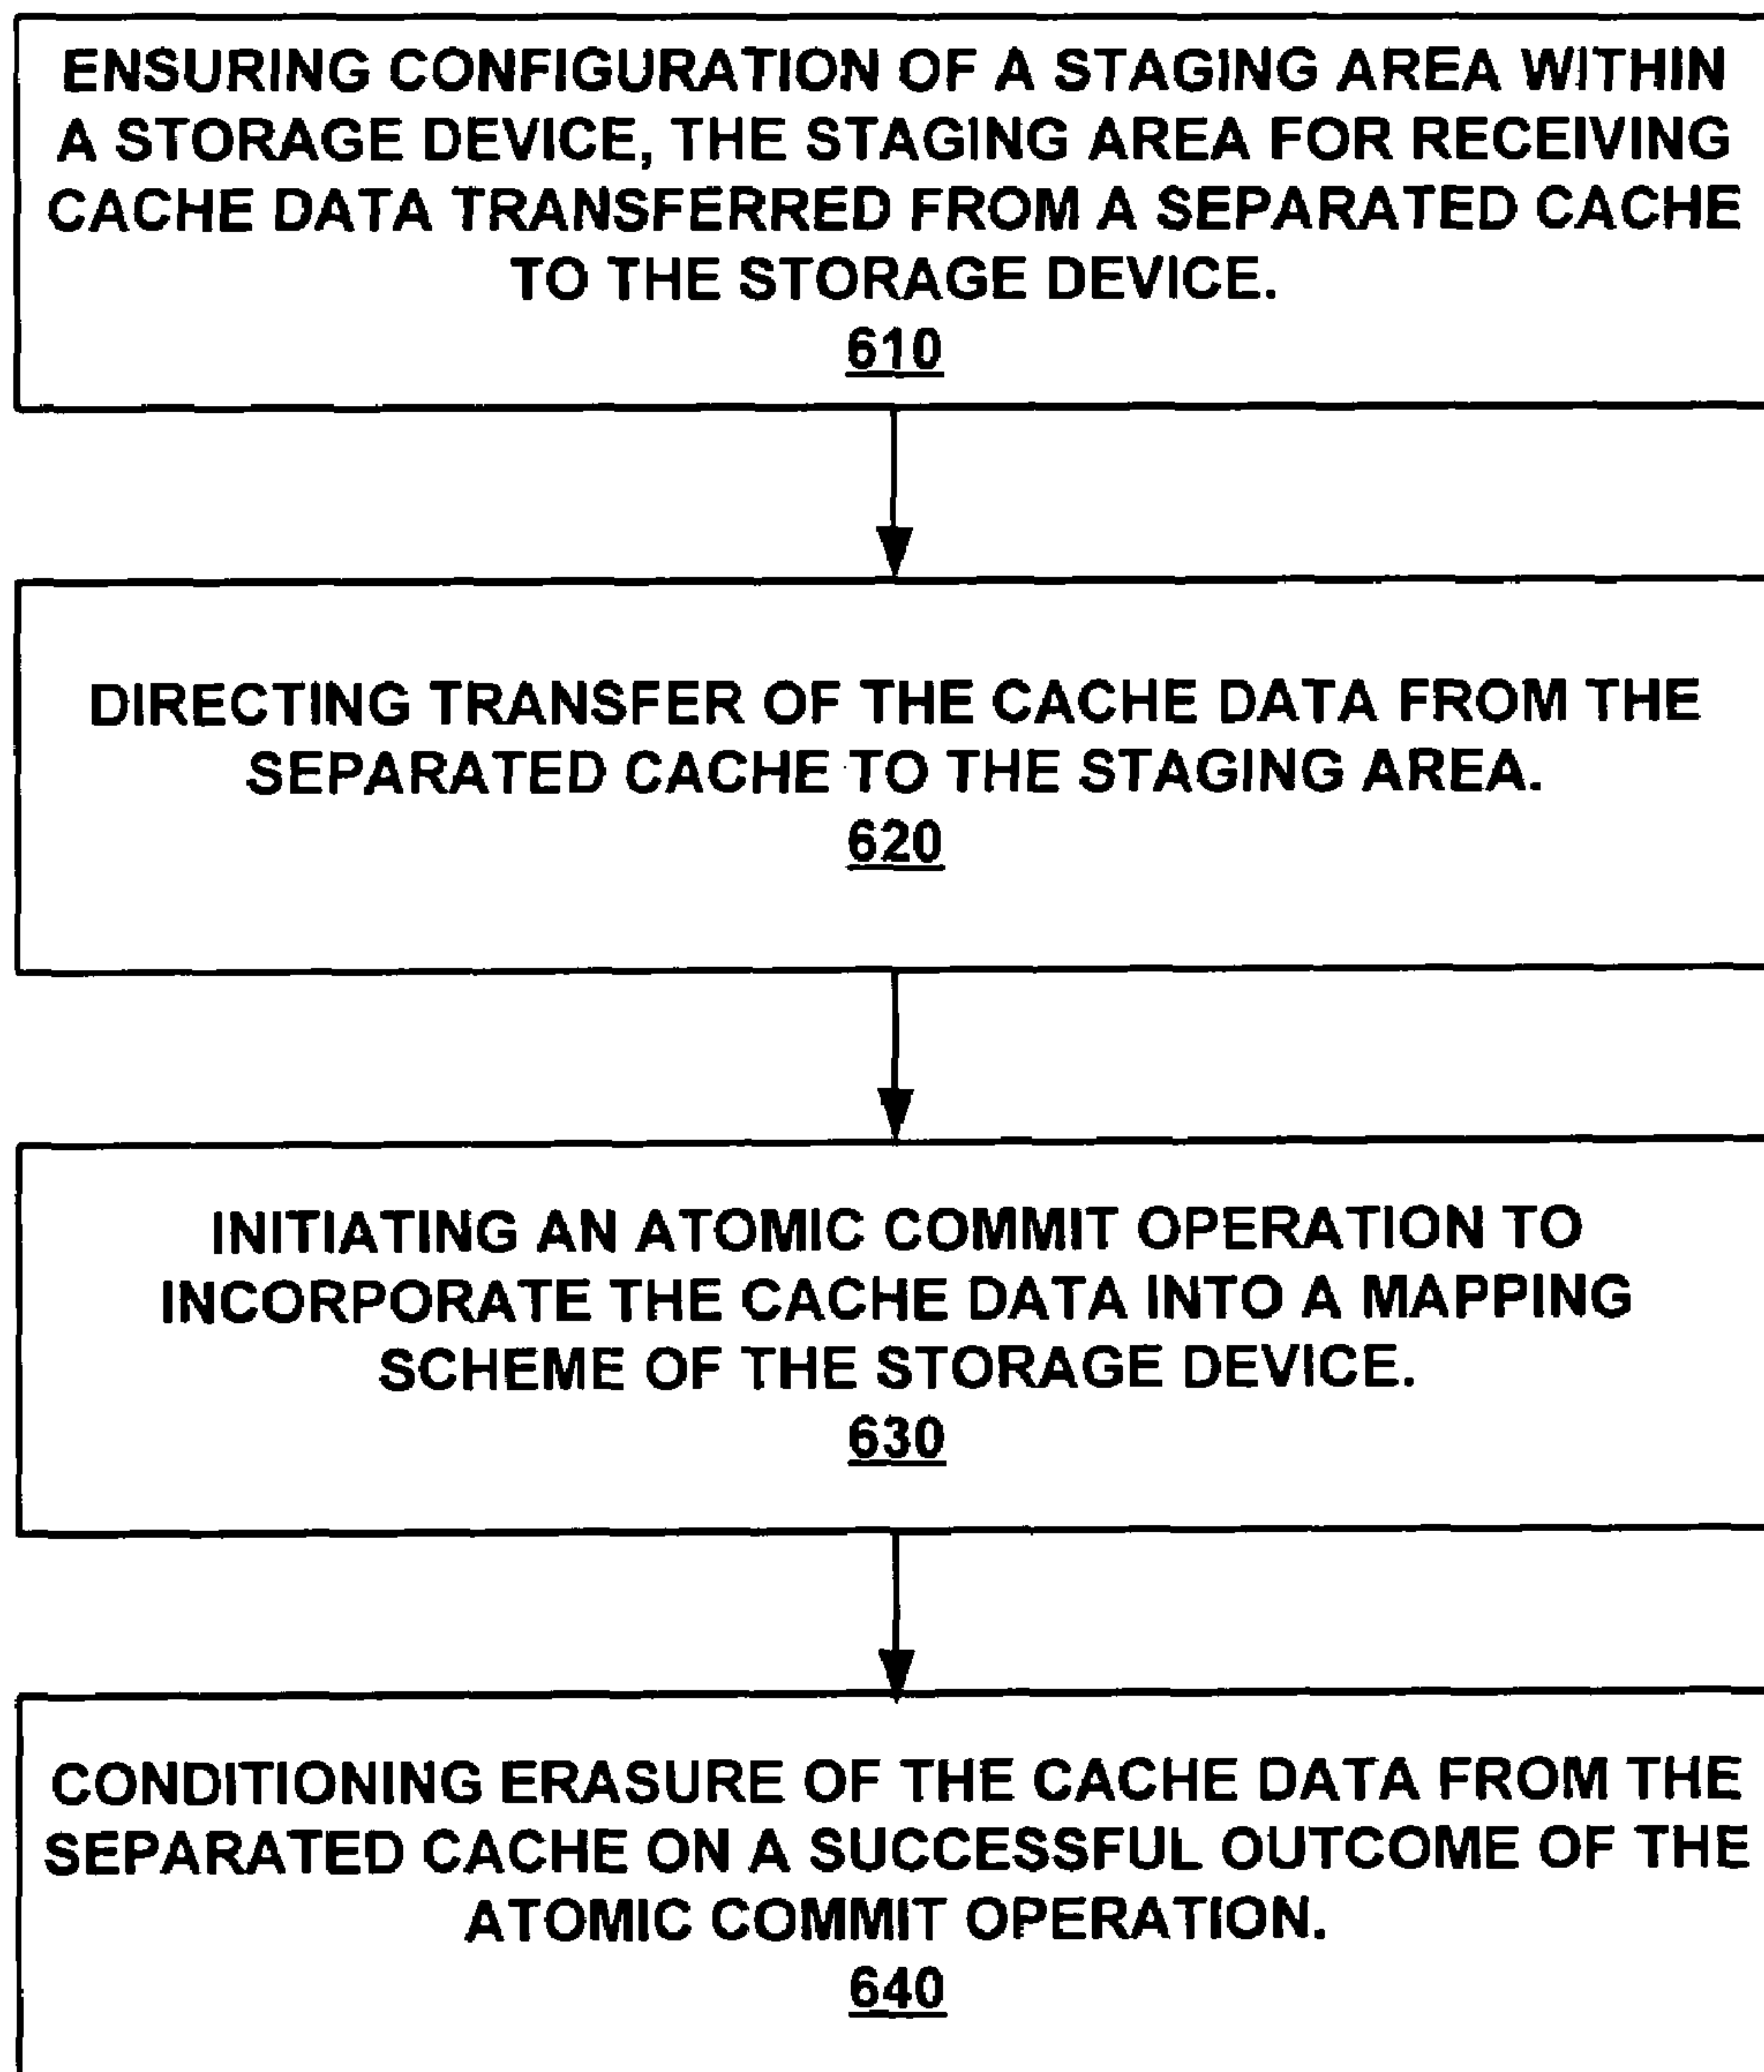 ENSURING CONFIGURATION OF A STAGING AREA WITHIN
A STORAGE DEVICE, THE STAGING AREA FOR RECEIVING
CACHE DATA TRANSFERRED FROM A SEPARATED CACHE
TO THE STORAGE DEVICE.
610
DIRECTING TRANSFER OF THE CACHE DATA FROM THE
SEPARATED CACHE TO THE STAGING AREA.
620
INITIATING AN ATOMIC COMMIT OPERATION TO
INCORPORATE THE CACHE DATA INTO A MAPPING
SCHEME OF THE STORAGE DEVICE.
630
CONDITIONING ERASURE OF THE CACHE DATA FROM THE
SEPARATED CACHE ON A SUCCESSFUL OUTCOME OF THE
ATOMIC COMMIT OPERATION.
640